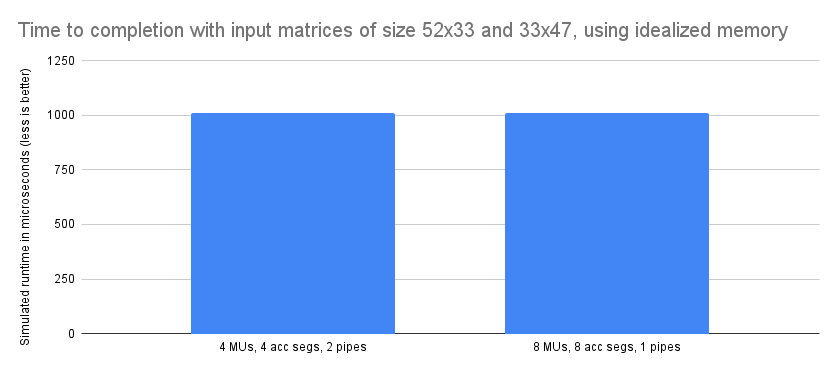 Time to completion with input matrices of size 52x33 and 33x47, using idealized memory
Simulated runtime in microseconds (less is better)
1250
1000
750
500
250
0
4 MUs, 4 acc segs, 2 pipes
8 MUs, 8 acc segs, 1 pipes